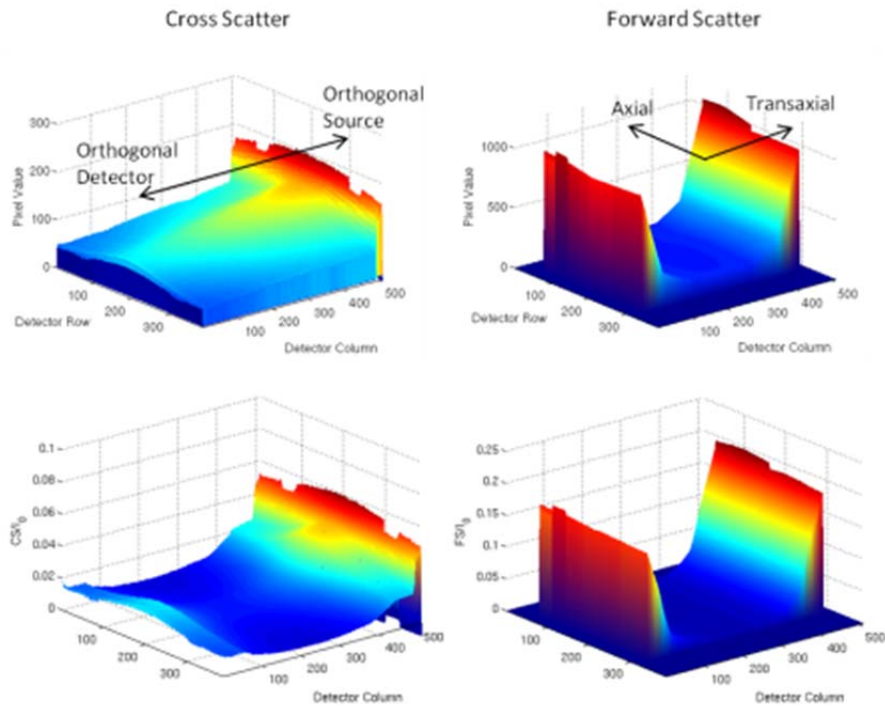 Cross Scatter
Forward Scatter
Orthogonal
Source
Orthogonal
Detector
Pixel Value
300
200
100
0
100
200
300
Detector Row
100
200
300
400
500
Detector Column
Axial
Transaxial
Pixel Value
1000
500
0
100
200
300
Detector Row
100
200
300
400
500
Detector Column
CS/I0
0.1
0.08
0.06
0.04
0.02
0
100
200
300
100
200
300
400
500
Detector Column
FS/I0
0.25
0.2
0.15
0.1
0.05
0
100
200
300
100
200
300
400
500
Detector Column